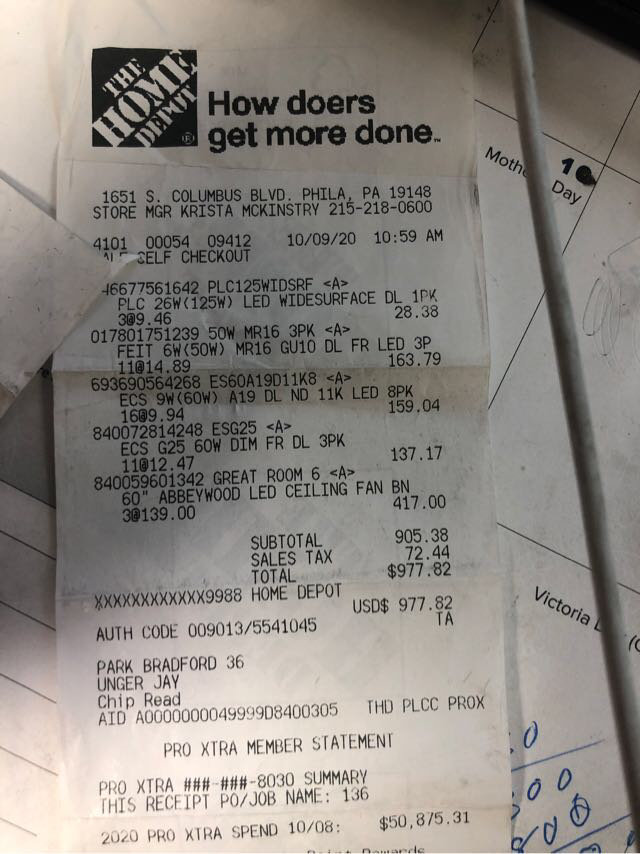 THE HOME DEPOT ®
How doers
get more done.™
1651 S. COLUMBUS BLVD. PHILA, PA 19148
STORE MGR KRISTA MCKINSTRY 215-218-0600
4101 00054 09412 10/09/20 10:59 AM
SELF CHECKOUT
46677561642 PLC125WIDSRF <A>
PLC 26W(125W) LED WIDESURFACE DL 1PK
3@9.46 28.38
017801751239 50W MR16 3PK <A>
FEIT 6W(50W) MR16 GU10 DL FR LED 3P
11@14.89 163.79
693690564268 ES60A19D11K8 <A>
ECS 9W(60W) A19 DL ND 11K LED 8PK
16@9.94 159.04
840072814248 ESG25 <A>
ECS G25 60W DIM FR DL 3PK
11@12.47 137.17
840059601342 GREAT ROOM 6 <A>
60" ABBEYWOOD LED CEILING FAN BN
3@139.00 417.00
SUBTOTAL 905.38
SALES TAX 72.44
TOTAL $977.82
XXXXXXXXXXXX9988 HOME DEPOT
USD$ 977.82
AUTH CODE 009013/5541045 TA
PARK BRADFORD 36
UNGER JAY
Chip Read
AID A0000000049999D8400305 THD PLCC PROX
PRO XTRA MEMBER STATEMENT
PRO XTRA ###-###-8030 SUMMARY
THIS RECEIPT PO/JOB NAME: 136
2020 PRO XTRA SPEND 10/08: $50,875.31
10
Day
Victoria